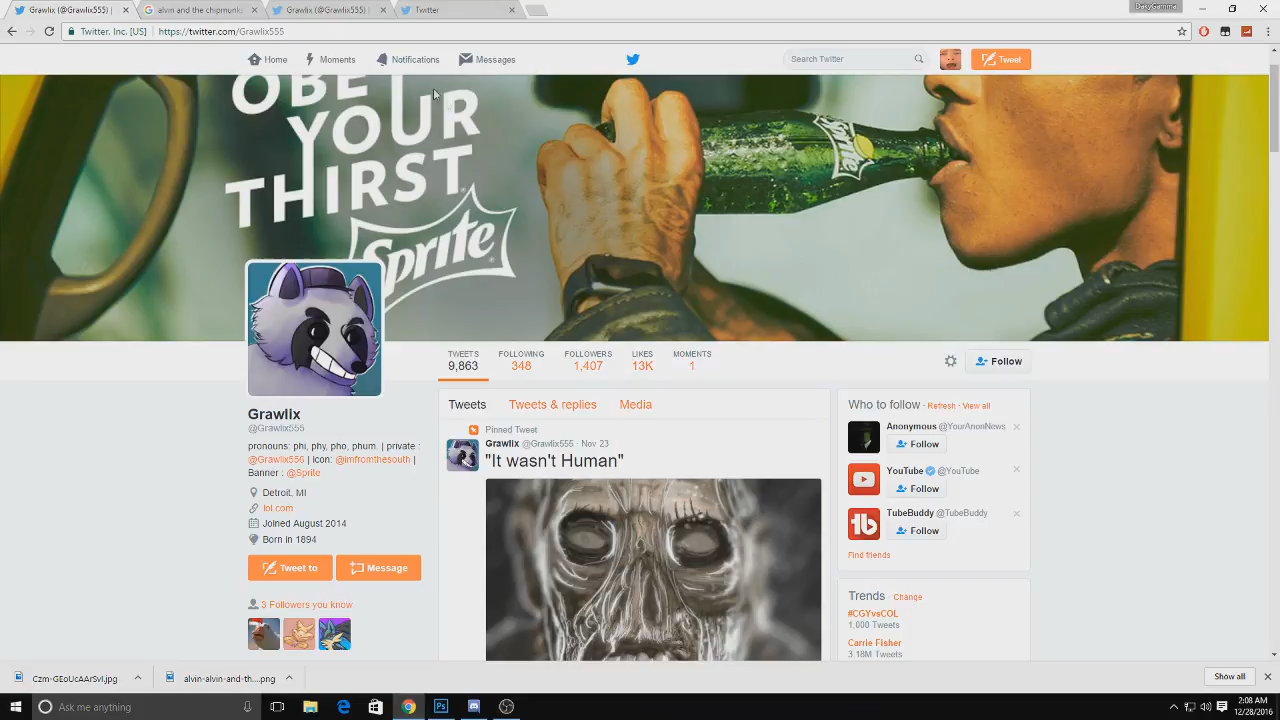 Grawlix (@Grawlix555) |
alvin and the chipmunk
Grawlix (@Grawlix555) |
Twitter
DaxyGamma
Twitter, Inc. [US] https://twitter.com/Grawlix555
Home
Moments
Notifications
Messages
Search Twitter
Tweet
OBEY
YOUR
THIRST
Sprite
Sprite
TWEETS
9,863
FOLLOWING
348
FOLLOWERS
1,407
LIKES
13K
MOMENTS
1
Follow
Grawlix
@Grawlix555
pronouns: phi, phy, pho, phum. | private :
@Grawlix556 | Icon: @imfromthesouth |
Banner : @Sprite
Detroit, MI
lol.com
Joined August 2014
Born in 1894
Tweet to
Message
3 Followers you know
Tweets
Tweets & replies
Media
Pinned Tweet
Grawlix @Grawlix555 · Nov 23
"It wasn't Human"
Who to follow · Refresh · View all
Anonymous @YourAnonNews
Follow
YouTube @YouTube
Follow
TubeBuddy @TubeBuddy
Follow
Find friends
Trends · Change
#CGYvsCOL
1,000 Tweets
Carrie Fisher
3.18M Tweets
Czm-GEoUcAArSvI.jpg
alvin-alvin-and-th....png
Show all
Ask me anything
2:08 AM
12/28/2016